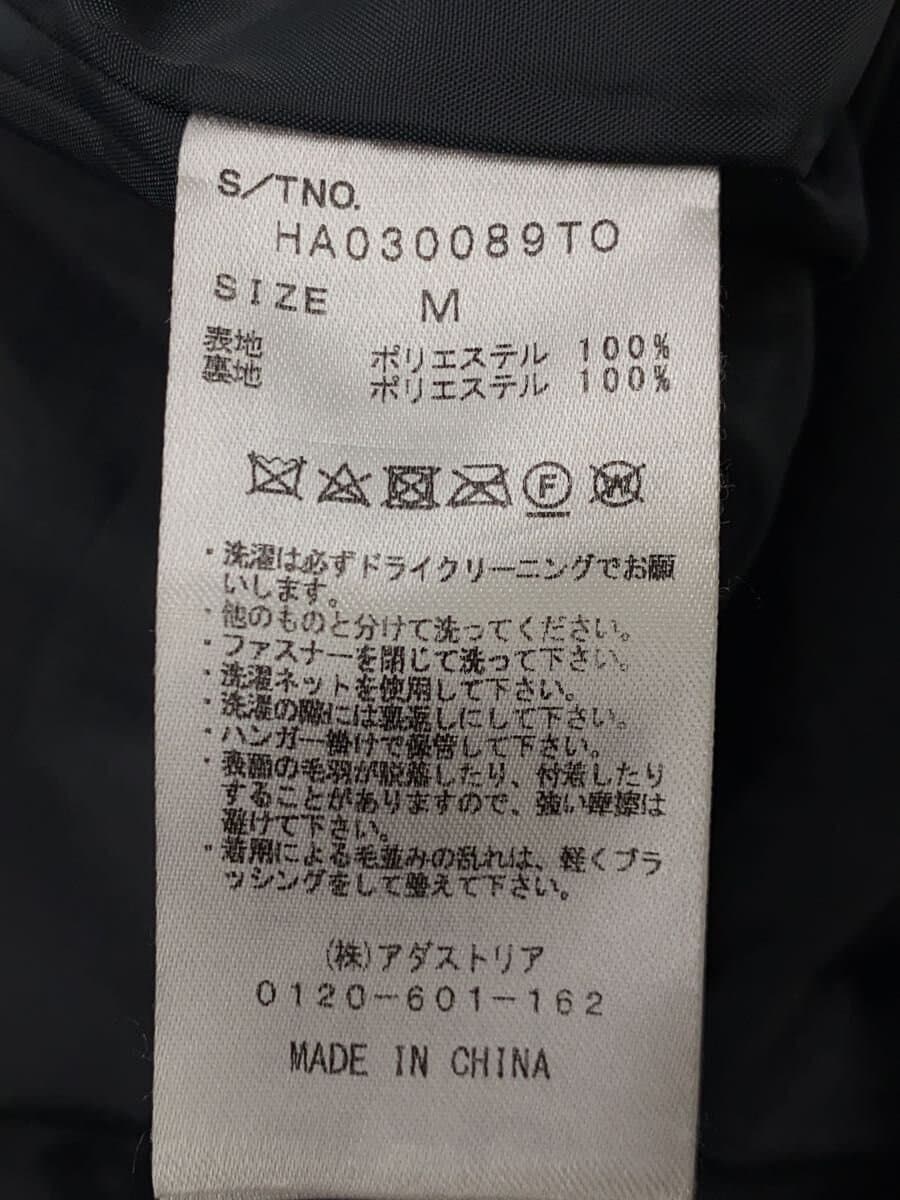 S/TNO.
HA030089TO
SIZE M
表地 ポリエステル 100%
裏地 ポリエステル 100%
F W
・洗濯は必ずドライクリーニングでお願
いします。
・他のものと分けて洗ってください。
・ファスナーを閉じて洗って下さい。
・洗濯ネットを使用して下さい。
・洗濯の際には裏返しにして下さい。
・ハンガー掛けで保管して下さい。
・表面の毛羽が脱落したり、付着したり
することがありますので、強い摩擦は
避けて下さい。
・着用による毛並みの乱れは、軽くブラ
ッシングをして整えて下さい。
(株)アダストリア
0120-601-162
MADE IN CHINA